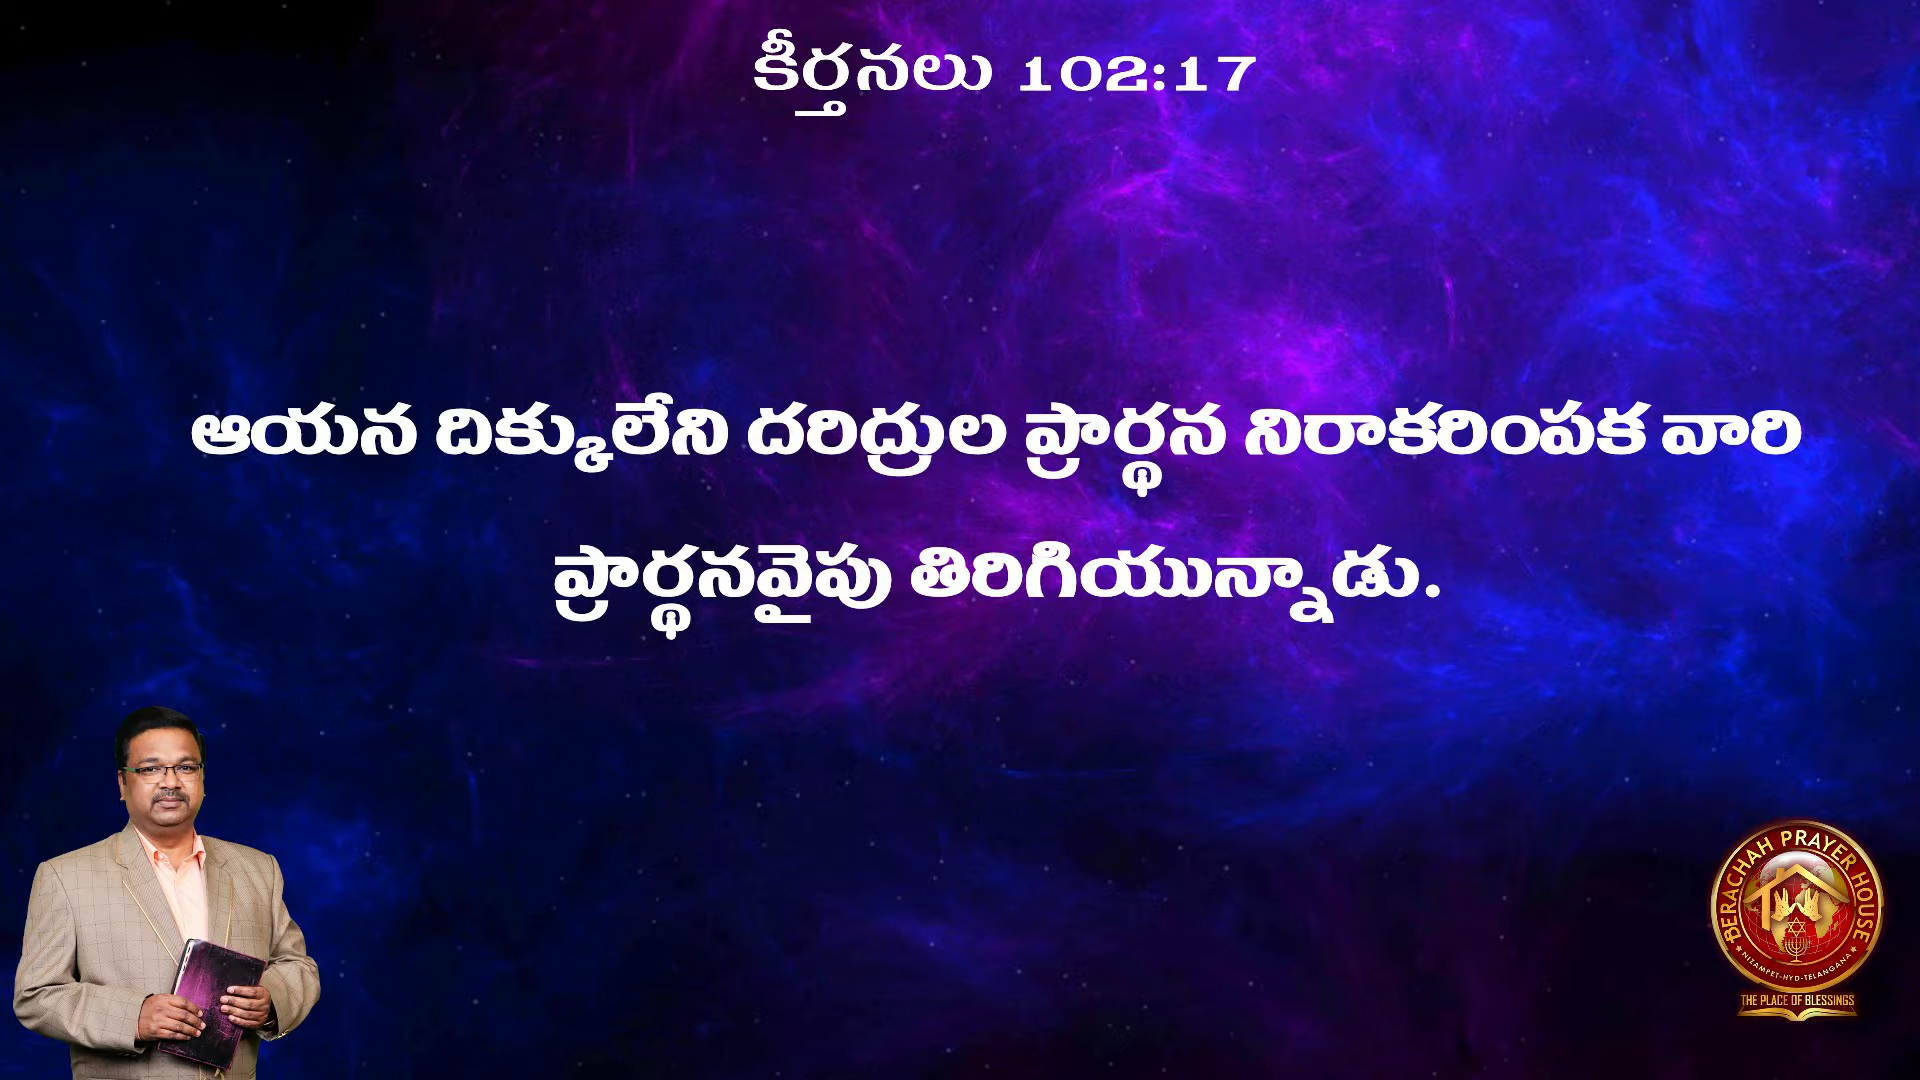 కీర్తనలు 102:17
ఆయన దిక్కులేని దరిద్రుల ప్రార్థన నిరాకరింపక వారి
ప్రార్థనవైపు తిరిగియున్నాడు.
BERACHAH PRAYER HOUSE
NIZAMPET-HYD-TELANGANA
THE PLACE OF BLESSINGS